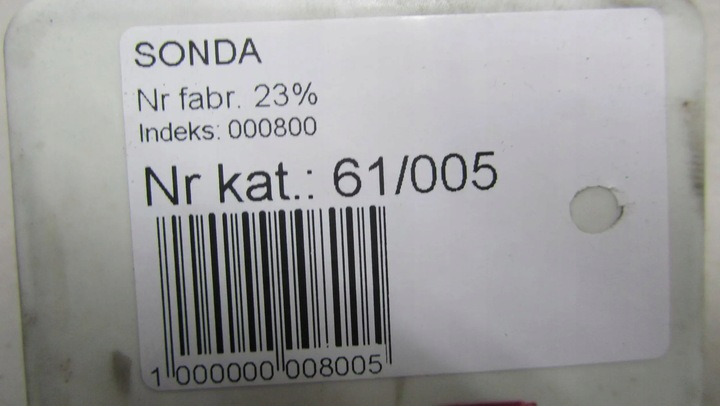 SONDA
Nr fabr. 23%
Indeks: 000800
Nr kat.: 61/005
1 000000 008005